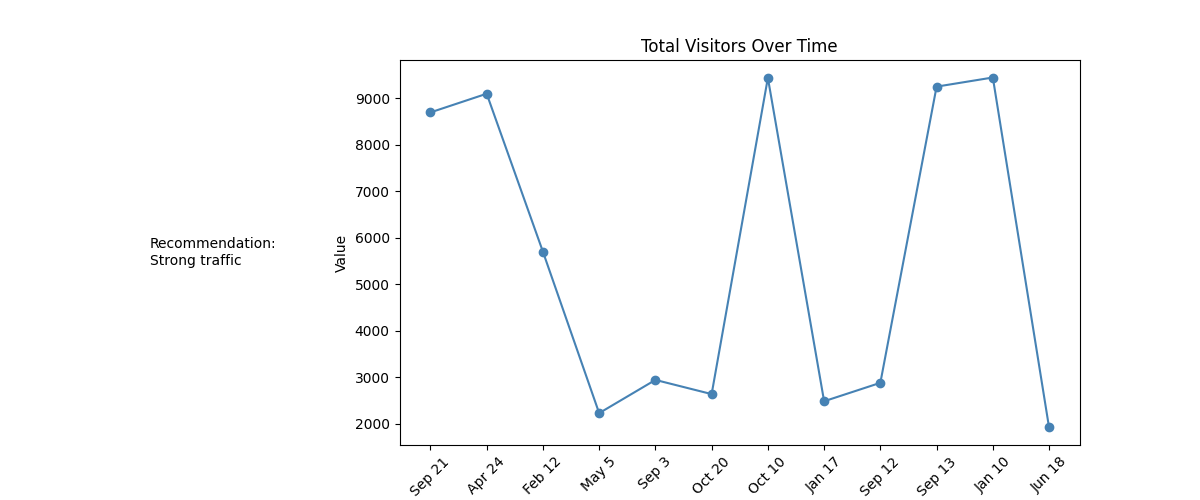 Total Visitors Over Time
Recommendation:
Strong traffic
Value
9000
8000
7000
6000
5000
4000
3000
2000
Sep 21
Apr 24
Feb 12
May 5
Sep 3
Oct 20
Oct 10
Jan 17
Sep 12
Sep 13
Jan 10
Jun 18